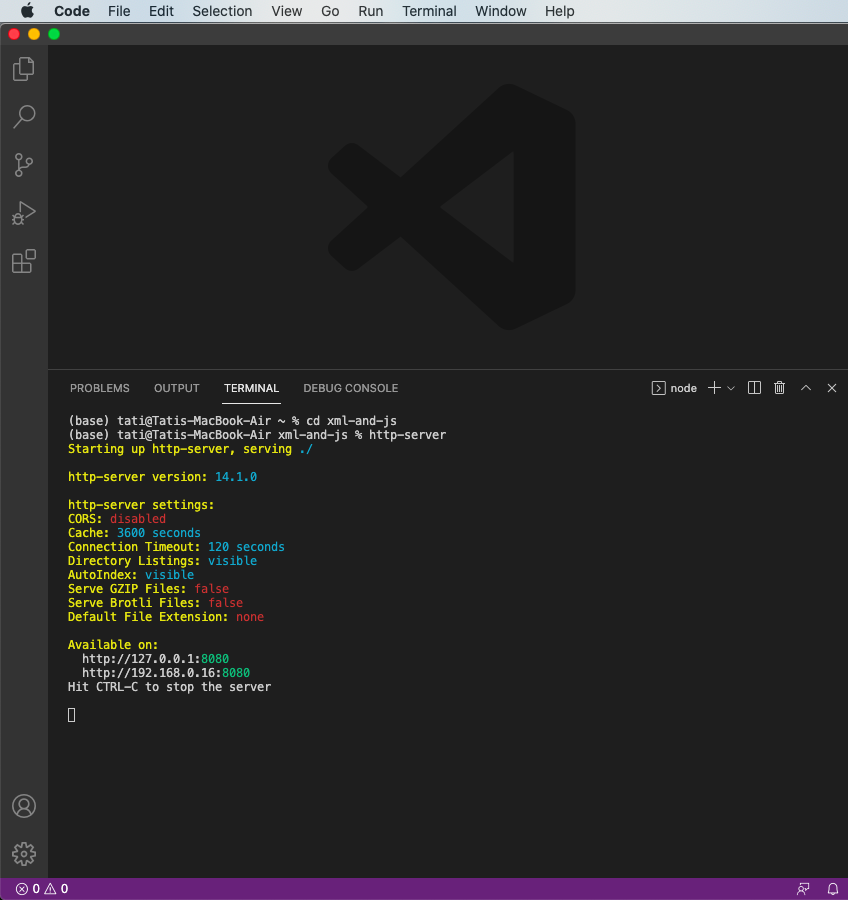 Code File Edit Selection View Go Run Terminal Window Help
PROBLEMS OUTPUT TERMINAL DEBUG CONSOLE node
(base) tati@Tatis-MacBook-Air ~ % cd xml-and-js
(base) tati@Tatis-MacBook-Air xml-and-js % http-server
Starting up http-server, serving ./
http-server version: 14.1.0
http-server settings:
CORS: disabled
Cache: 3600 seconds
Connection Timeout: 120 seconds
Directory Listings: visible
AutoIndex: visible
Serve GZIP Files: false
Serve Brotli Files: false
Default File Extension: none
Available on:
http://127.0.0.1:8080
http://192.168.0.16:8080
Hit CTRL-C to stop the server
0 0